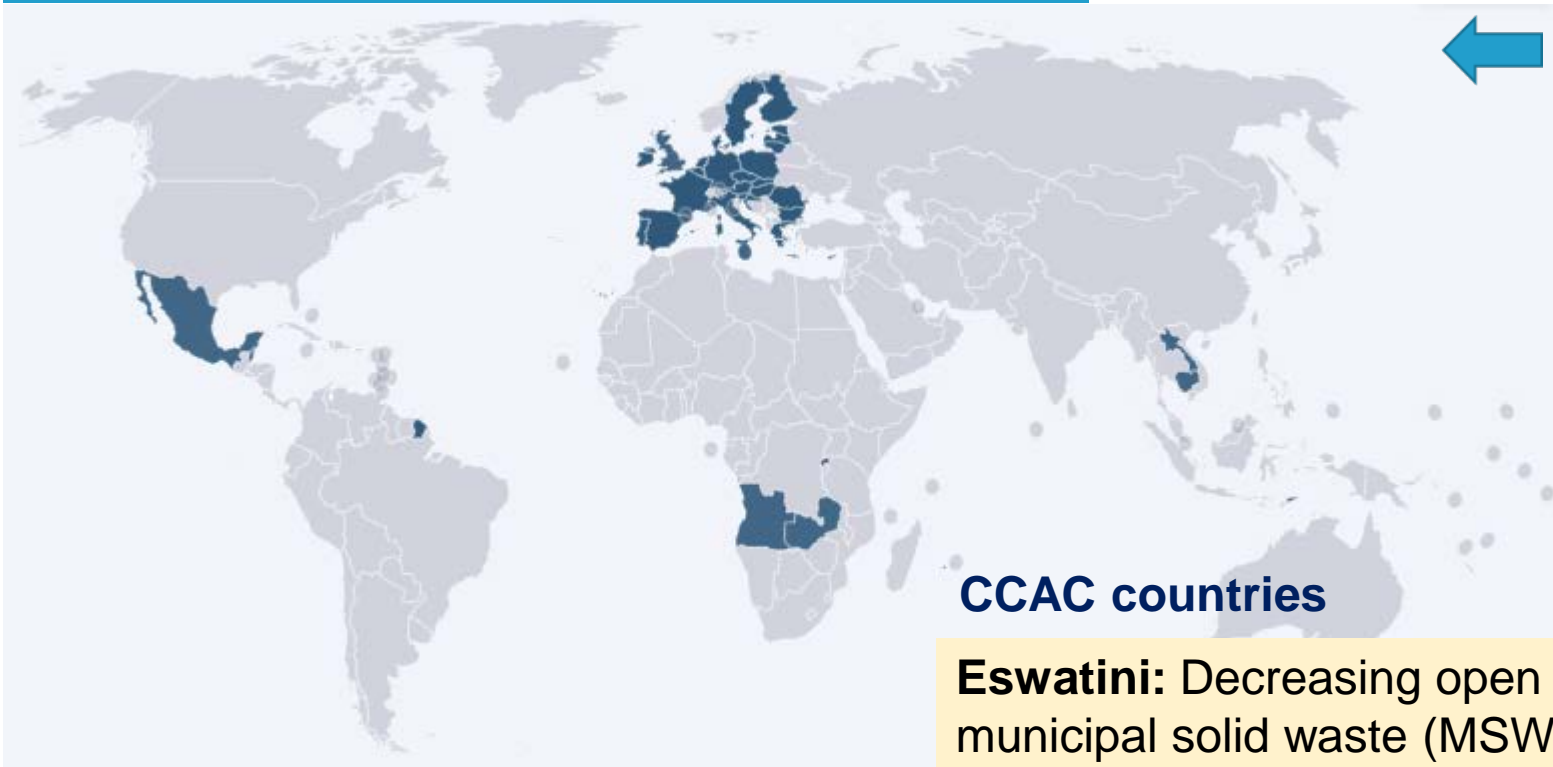 CCAC countries
Eswatini: Decreasing open
municipal solid waste (MSW